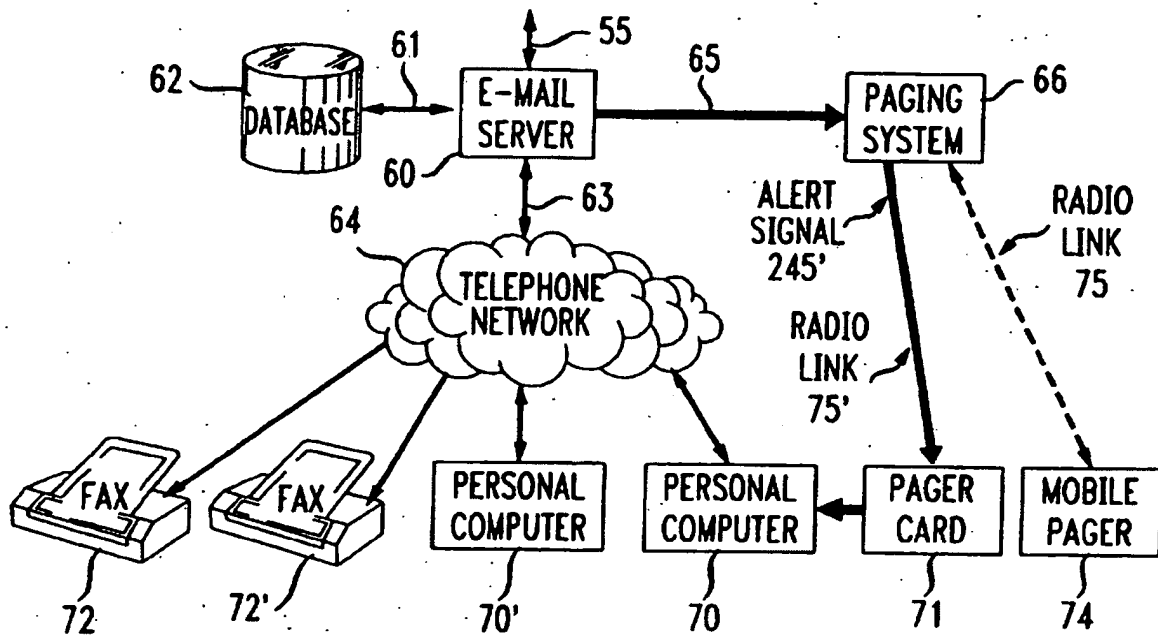 55
61
62
DATABASE
E-MAIL
SERVER
60
65
PAGING
SYSTEM
66
63
64
TELEPHONE
NETWORK
ALERT
SIGNAL
245'
RADIO
LINK
75
RADIO
LINK
75'
FAX
FAX
PERSONAL
COMPUTER
PERSONAL
COMPUTER
PAGER
CARD
MOBILE
PAGER
72
72'
70'
70
71
74